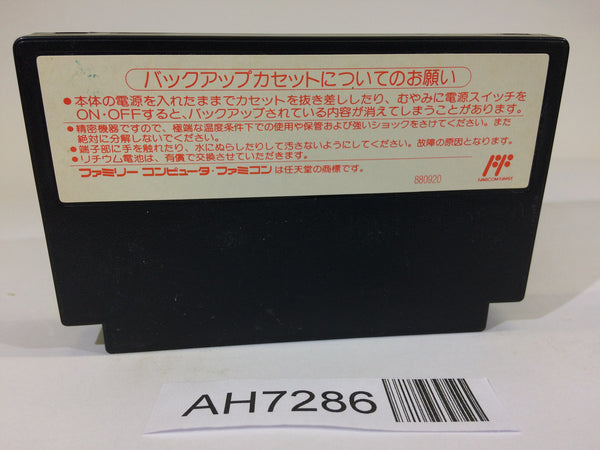 バックアップカセットについてのお願い
●本体の電源を入れたままでカセットを抜き差ししたり、むやみに電源スイッチを
ON・OFFすると、バックアップされている内容が消えてしまうことがあります。
●精密機器ですので、極端な温度条件下での使用や保管および強いショックをさけてください。また
絶対に分解しないでください。
●端子部に手を触れたり、水にぬらしたりして汚さないようにしてください。故障の原因となります。
●リチウム電池は、有償で交換させていただきます。
ファミリー コンピュータ・ファミコンは任天堂の商標です。
880920
NAMCOM FAMIST
AH7286